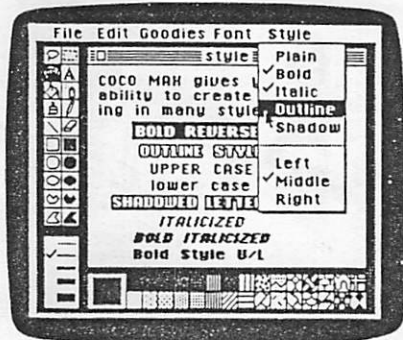 File Edit Goodies Font Style
style
COCO MAX gives y
ability to create
ing in many style
BOLD REVERSE
OUTLINE STYL
UPPER CASE
lower case
SHADOWED LETTER
ITALICIZED
BOLD ITALICIZED
Bold Style U/L
Plain
✓Bold
✓Italic
Outline
Shadow
Left
✓Middle
Right
A